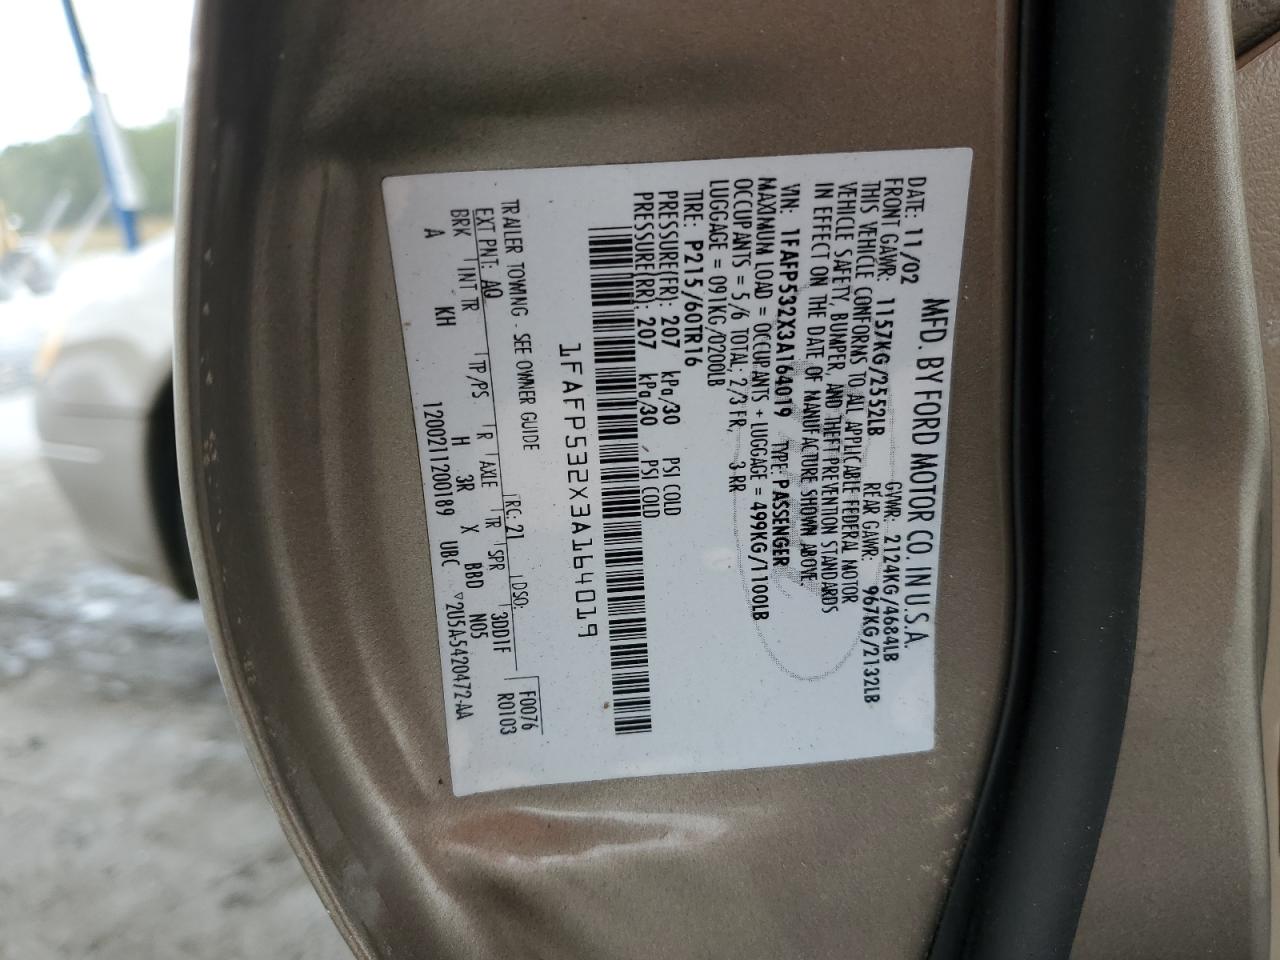 MFD. BY FORD MOTOR CO. IN U.S.A.
DATE: 11/02 GVWR: 2124KG/4684LB
FRONT GAWR: 1157KG/2552LB REAR GAWR: 967KG/2132LB
THIS VEHICLE CONFORMS TO ALL APPLICABLE FEDERAL MOTOR
VEHICLE SAFETY, BUMPER, AND THEFT PREVENTION STANDARDS
IN EFFECT ON THE DATE OF MANUFACTURE SHOWN ABOVE.
VIN: 1FAFP532X3A164019 TYPE: PASSENGER
MAXIMUM LOAD = OCCUPANTS + LUGGAGE = 499KG/1100LB
OCCUPANTS = 5/6 TOTAL, 2/3 FR, 3 RR
LUGGAGE = 091KG/0200LB
TIRE: P215/60TR16
PRESSURE(FR): 207 kPa/30 PSI COLD
PRESSURE(RR): 207 kPa/30 PSI COLD
1FAFP532X3A164019
TRAILER TOWING - SEE OWNER GUIDE F0076
R0103
EXT PNT: AQ RC: 21 DSO:
BRK INT TR TP/PS R AXLE TR SPR 3DD1F
A KH H 3R X BBD N05
120021120 0189 UBC ▽2U5A-5420472-AA